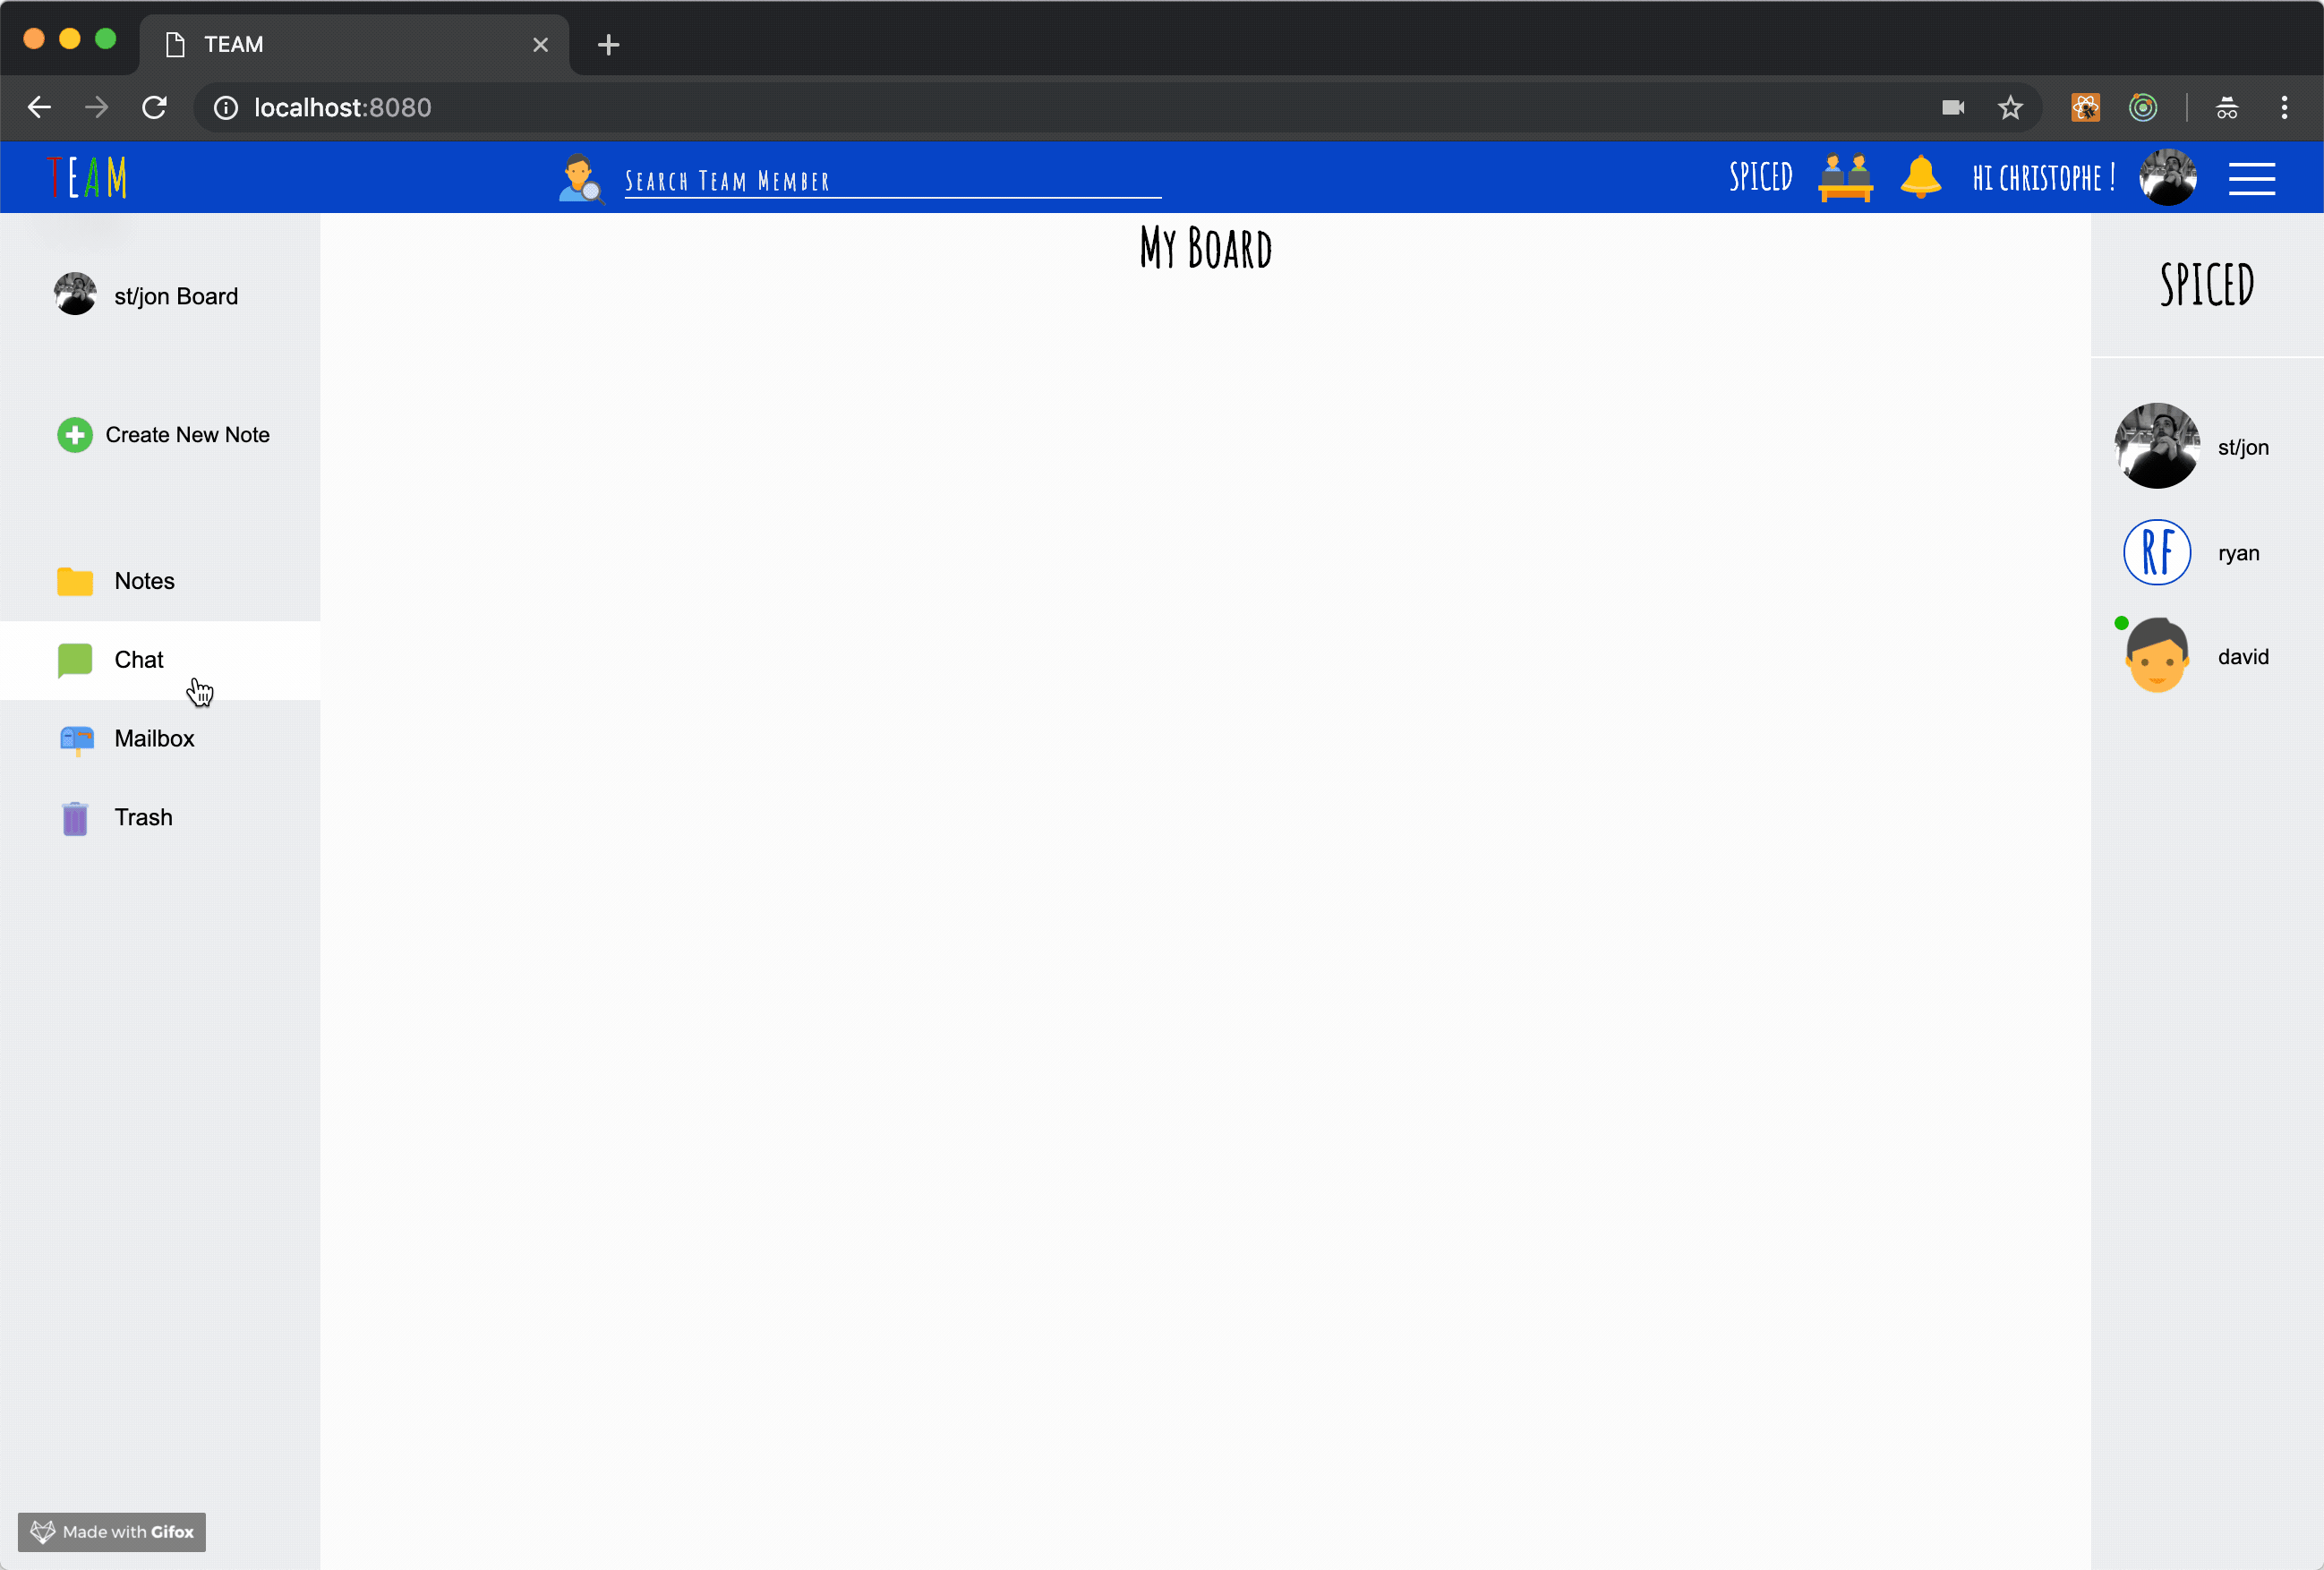 TEAM
localhost:8080
TEAM
Search Team Member
SPICED
HI CHRISTOPHE !
My Board
st/jon Board
Create New Note
Notes
Chat
Mailbox
Trash
SPICED
st/jon
RF
ryan
david
Made with Gifox